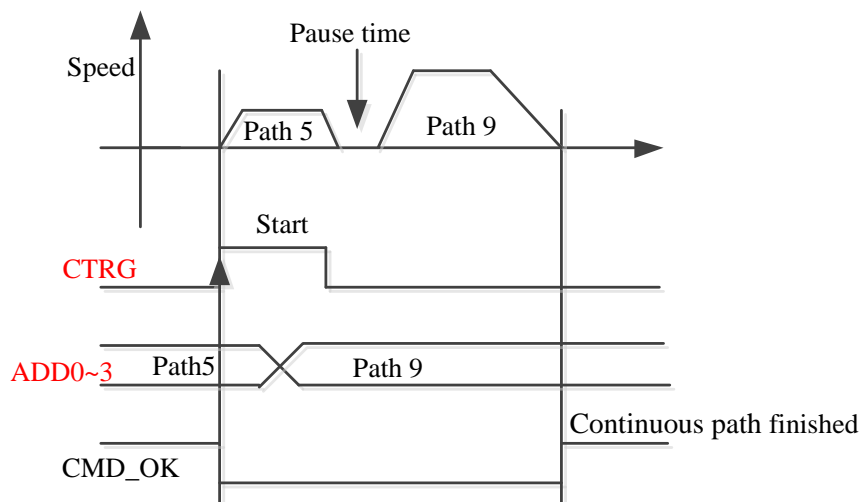 Pause time
Speed
Path 5
Path 9
Start
CTRG
Path5
Path 9
ADD0~3
Continuous path finished
CMD_OK